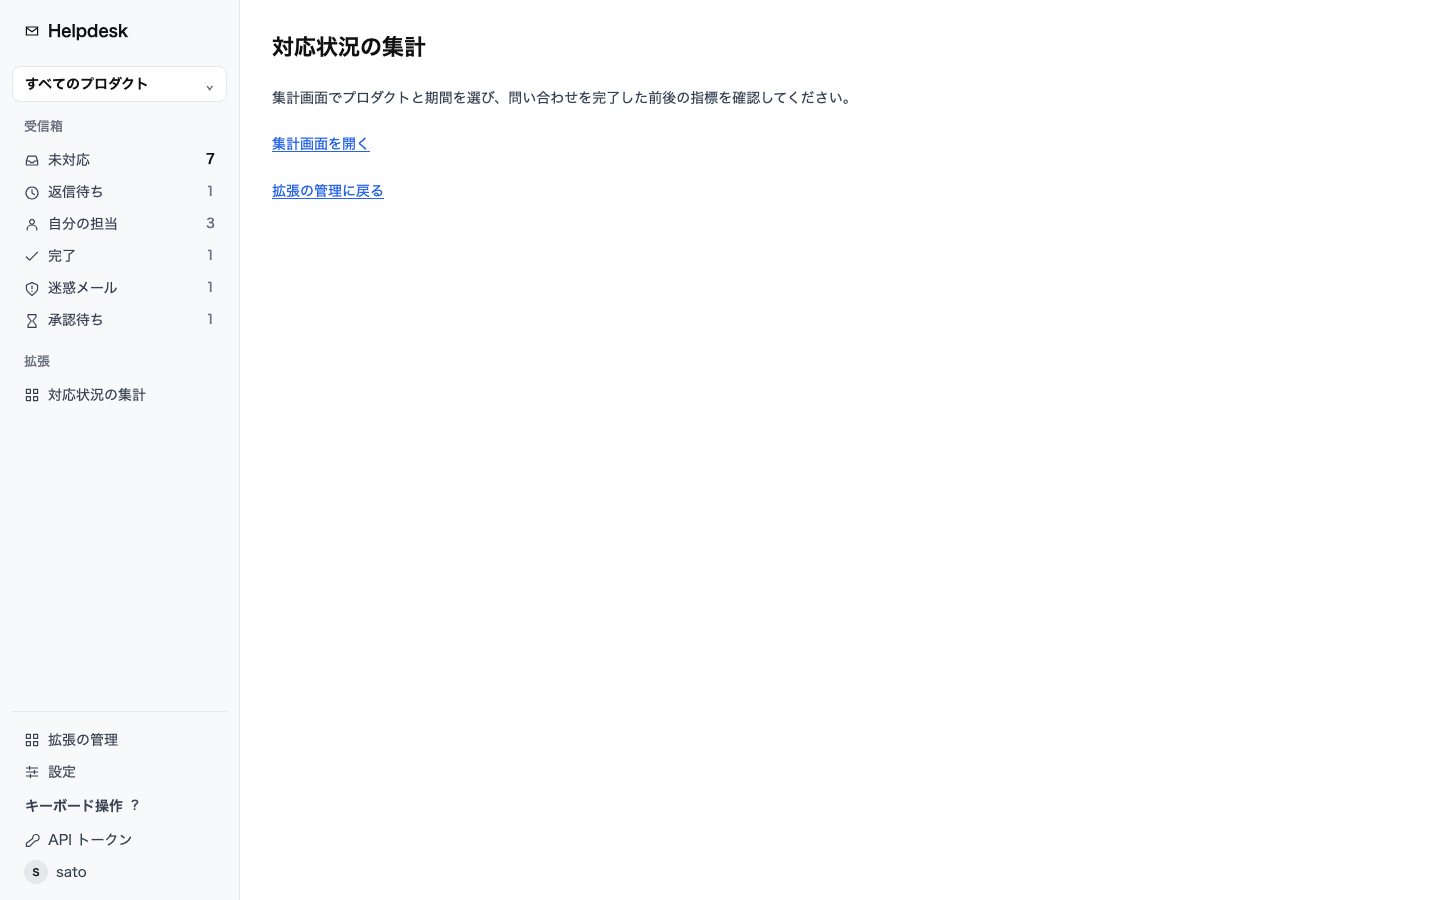 Helpdesk
すべてのプロダクト
受信箱
未対応 7
返信待ち 1
自分の担当 3
完了 1
迷惑メール 1
承認待ち 1
拡張
対応状況の集計
拡張の管理
設定
キーボード操作 ?
API トークン
S sato
対応状況の集計
集計画面でプロダクトと期間を選び、問い合わせを完了した前後の指標を確認してください。
集計画面を開く
拡張の管理に戻る